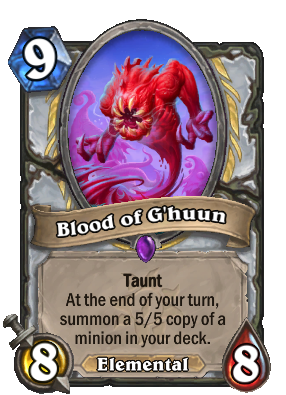 9
Blood of G'huun
Taunt
At the end of your turn,
summon a 5/5 copy of a
minion in your deck.
8
Elemental
8